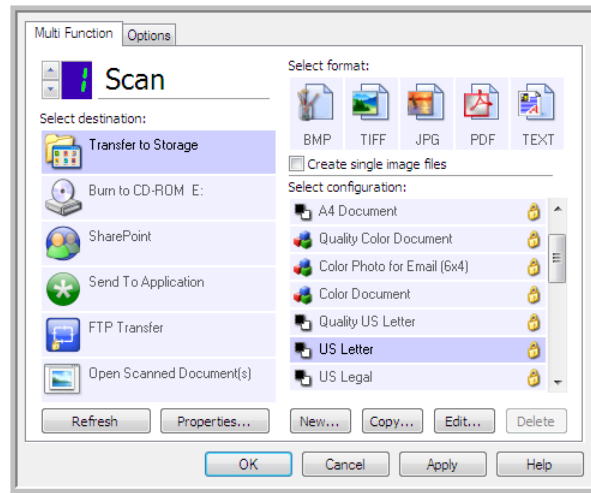 Multi Function
Options
1
Scan
Select destination:
Transfer to Storage
Burn to CD-ROM E:
SharePoint
Send To Application
FTP Transfer
Open Scanned Document(s)
Refresh
Properties...
Select format:
BMP
TIFF
JPG
PDF
TEXT
Create single image files
Select configuration:
A4 Document
Quality Color Document
Color Photo for Email (6x4)
Color Document
Quality US Letter
US Letter
US Legal
New...
Copy...
Edit...
Delete
OK
Cancel
Apply
Help